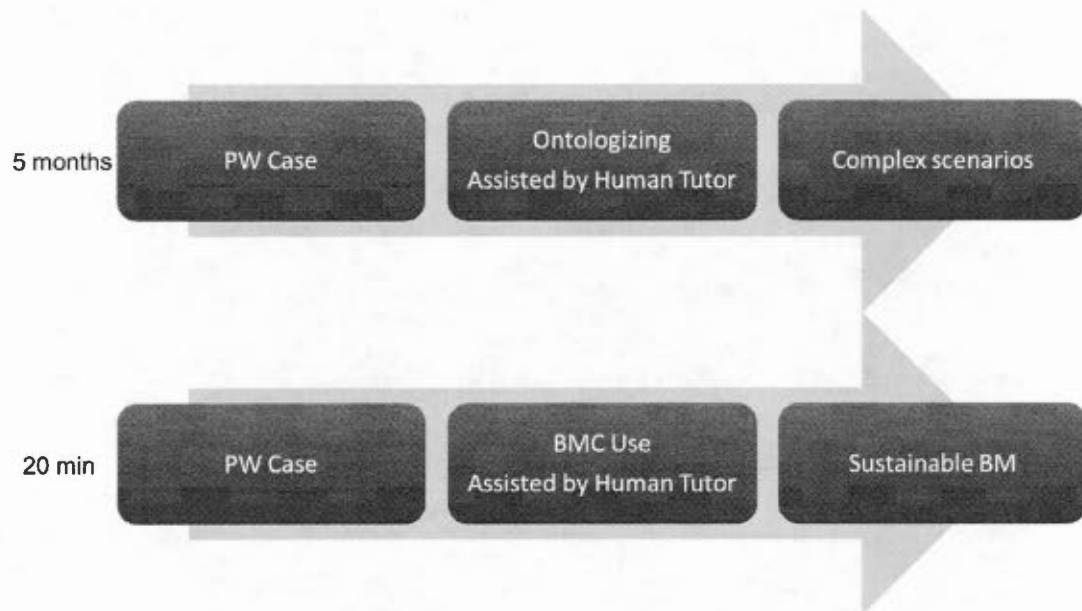 5 months
PW Case
Ontologizing
Assisted by Human Tutor
Complex scenarios
20 min
PW Case
BMC Use
Assisted by Human Tutor
Sustainable BM